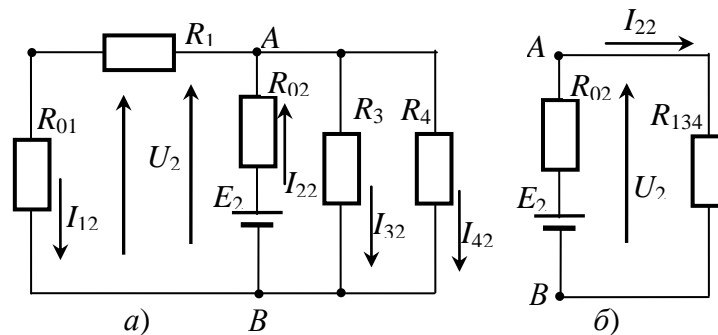 R₁
A
R₀₁
R₀₂
R₃
R₄
U₂
E₂
I₂₂
I₁₂
I₃₂
I₄₂
а)
B
I₂₂
A
R₀₂
R₁₃₄
E₂
U₂
B
б)